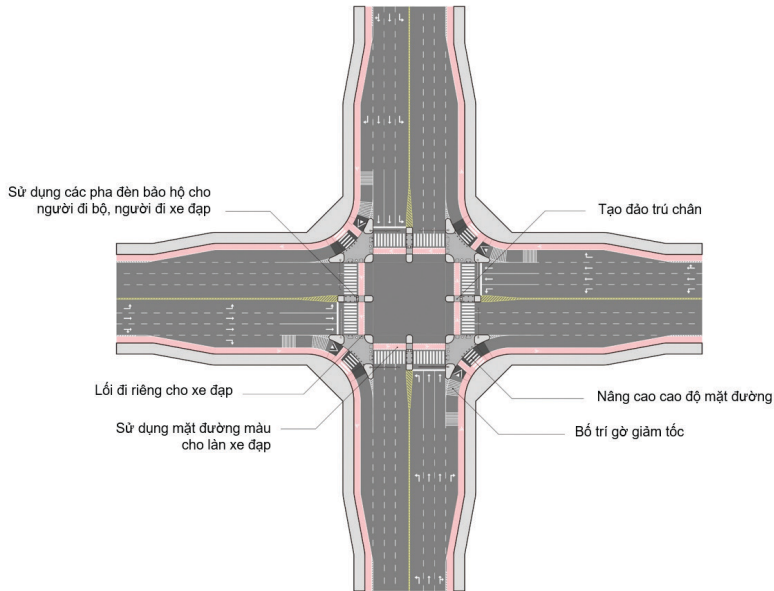 Sử dụng các pha đèn bảo hộ cho
người đi bộ, người đi xe đạp
Tạo đảo trú chân
Lối đi riêng cho xe đạp
Nâng cao cao độ mặt đường
Sử dụng mặt đường màu
cho làn xe đạp
Bố trí gờ giảm tốc